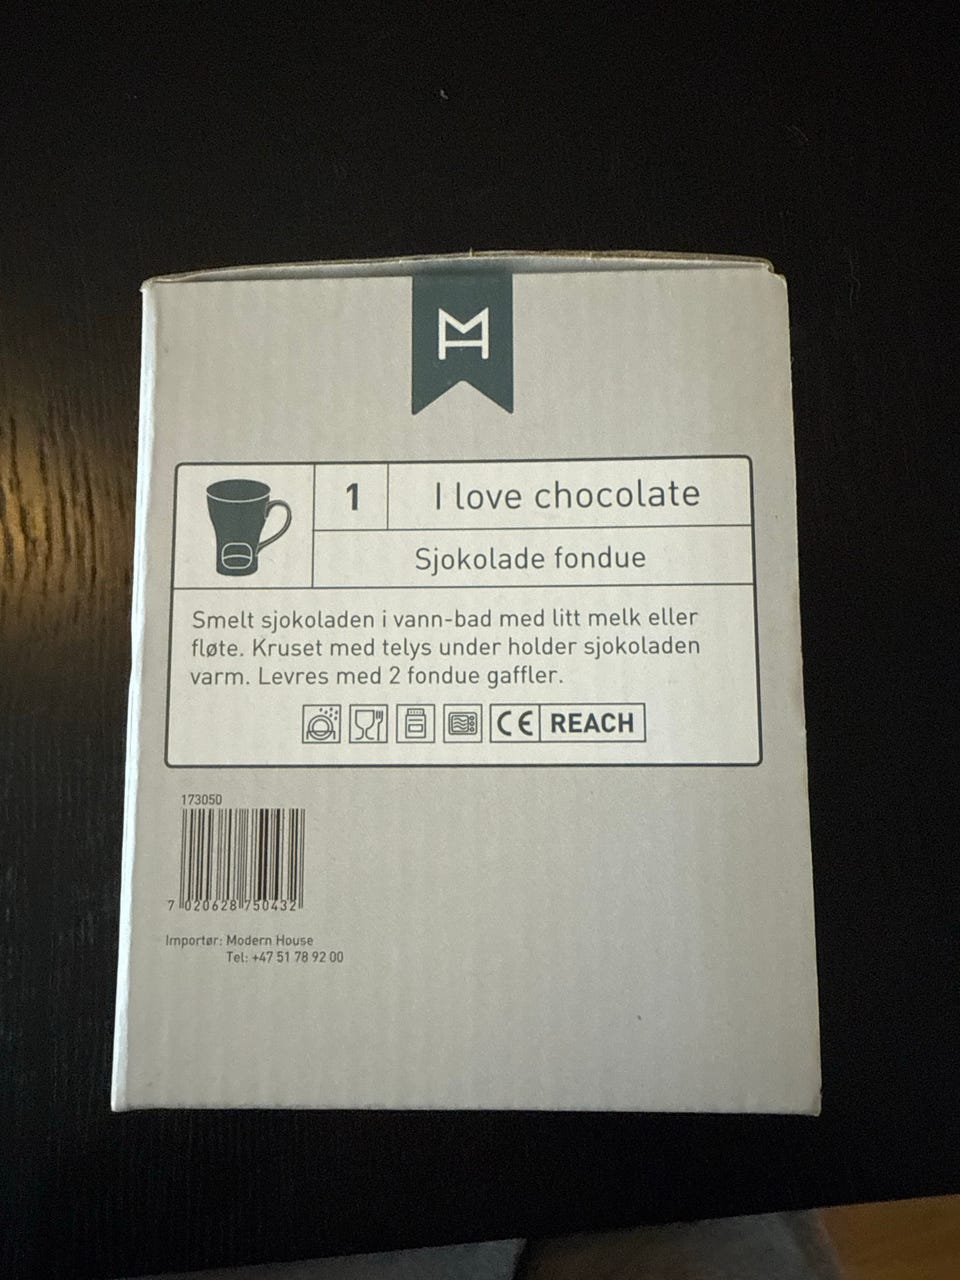 1
I love chocolate
Sjokolade fondue
Smelt sjokoladen i vann-bad med litt melk eller
fløte. Kruset med telys under holder sjokoladen
varm. Levres med 2 fondue gaffler.
CE REACH
173050
7 020628 750432
Importør: Modern House
Tel: +47 51 78 92 00